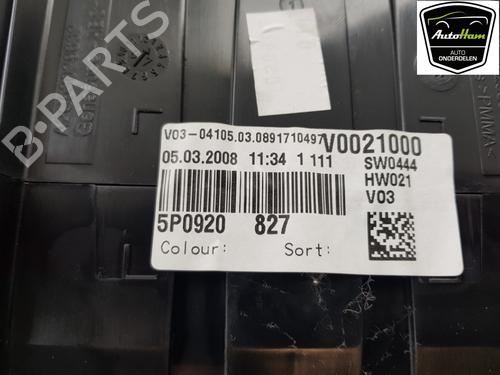 AutoHam
AUTO
ONDERDELEN
B-PARTS
V03-04105.03.0891710497
V0021000
05.03.2008 11:34 1 111
SW0444
HW021
V03
5P0920 827
Colour: Sort: